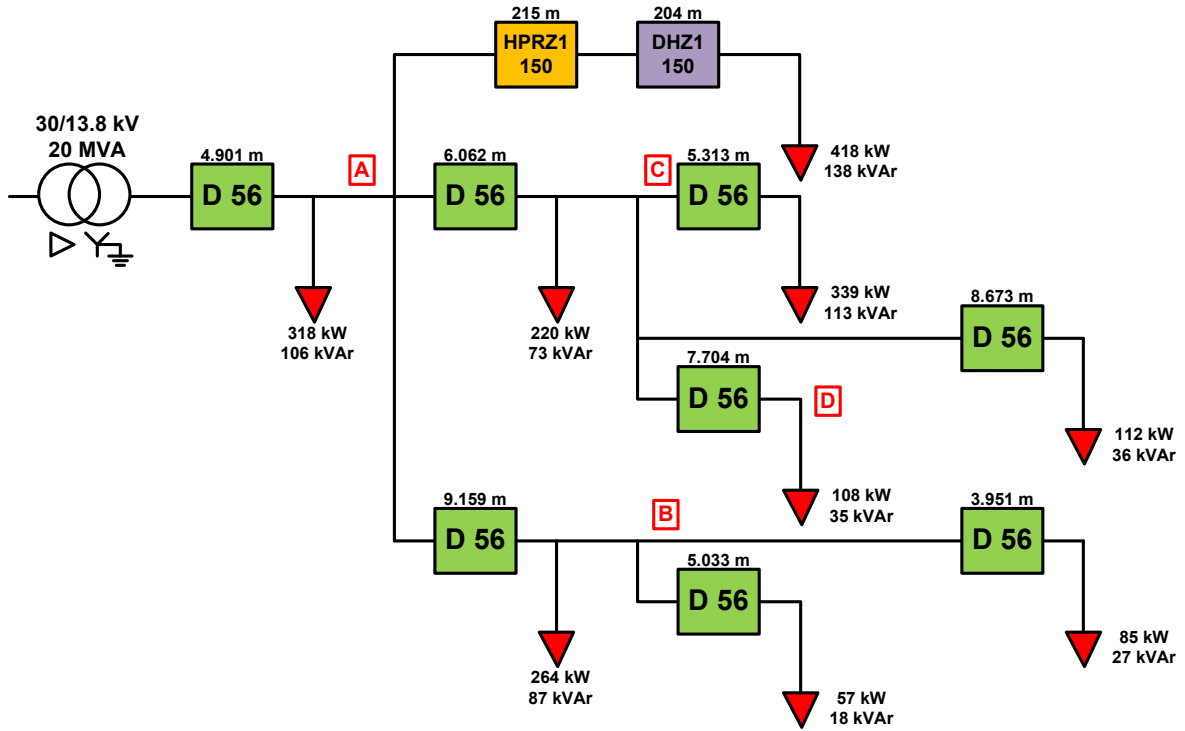 215 m
HPRZ1
150
204 m
DHZ1
150
30/13.8 kV
20 MVA
4.901 m
D 56
A
6.062 m
D 56
C
5.313 m
D 56
418 kW
138 kVAr
318 kW
106 kVAr
220 kW
73 kVAr
339 kW
113 kVAr
8.673 m
D 56
7.704 m
D 56
D
112 kW
36 kVAr
108 kW
35 kVAr
9.159 m
D 56
B
3.951 m
D 56
5.033 m
D 56
264 kW
87 kVAr
57 kW
18 kVAr
85 kW
27 kVAr